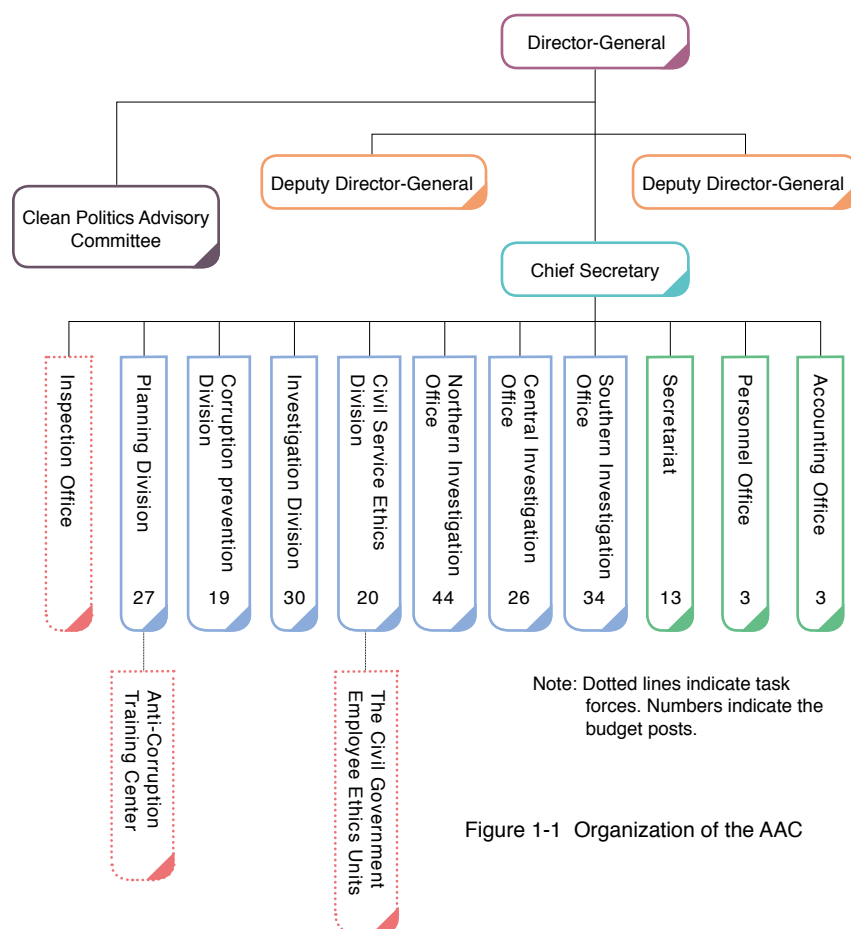 Director-General
Deputy Director-General
Deputy Director-General
Clean Politics Advisory
Committee
Chief Secretary
Inspection Office
Planning Division
27
Corruption prevention
Division
19
Investigation Division
30
Civil Service Ethics
Division
20
Northern Investigation
Office
44
Central Investigation
Office
26
Southern Investigation
Office
34
Secretariat
13
Personnel Office
3
Accounting Office
3
Anti-Corruption
Training Center
The Civil Government
Employee Ethics Units
Note: Dotted lines indicate task
forces. Numbers indicate the
budget posts.
Figure 1-1 Organization of the AAC